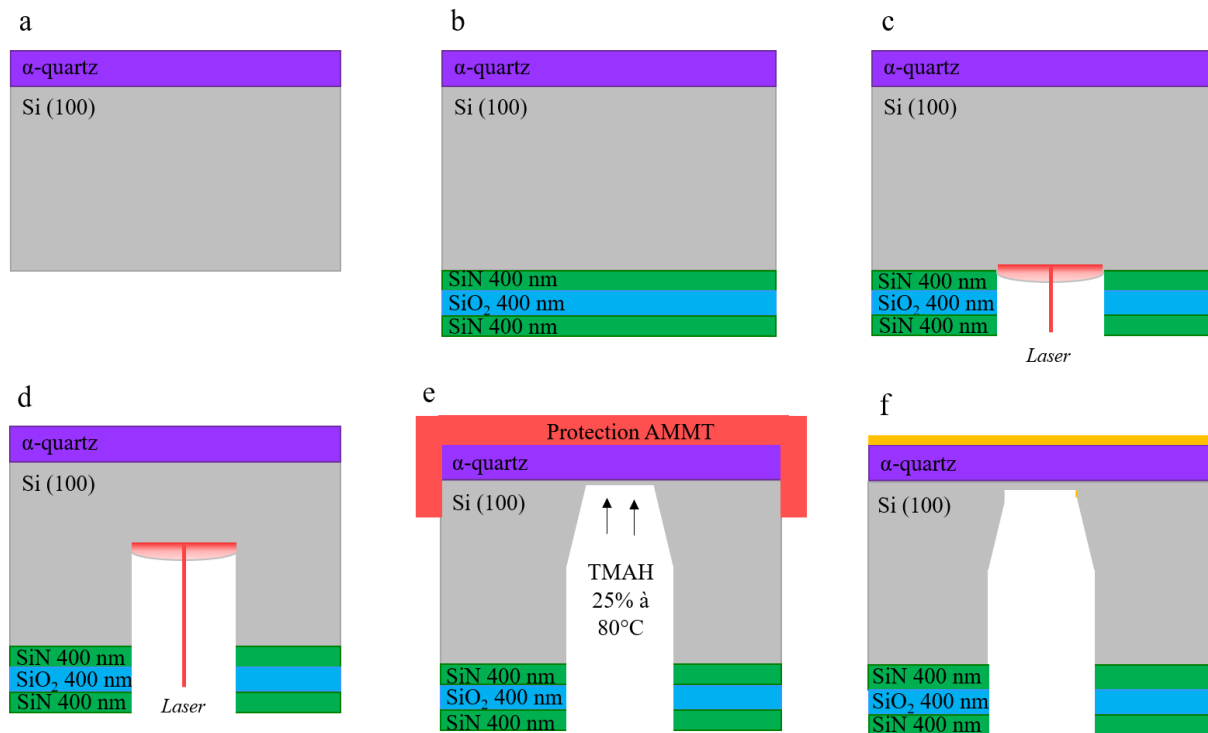 a
α-quartz
Si (100)
b
α-quartz
Si (100)
SiN 400 nm
SiO₂ 400 nm
SiN 400 nm
c
α-quartz
Si (100)
SiN 400 nm
SiO₂ 400 nm
SiN 400 nm
Laser
d
α-quartz
Si (100)
SiN 400 nm
SiO₂ 400 nm
SiN 400 nm
Laser
e
Protection AMMT
α-quartz
Si (100)
TMAH
25% à
80°C
SiN 400 nm
SiO₂ 400 nm
SiN 400 nm
f
α-quartz
Si (100)
SiN 400 nm
SiO₂ 400 nm
SiN 400 nm